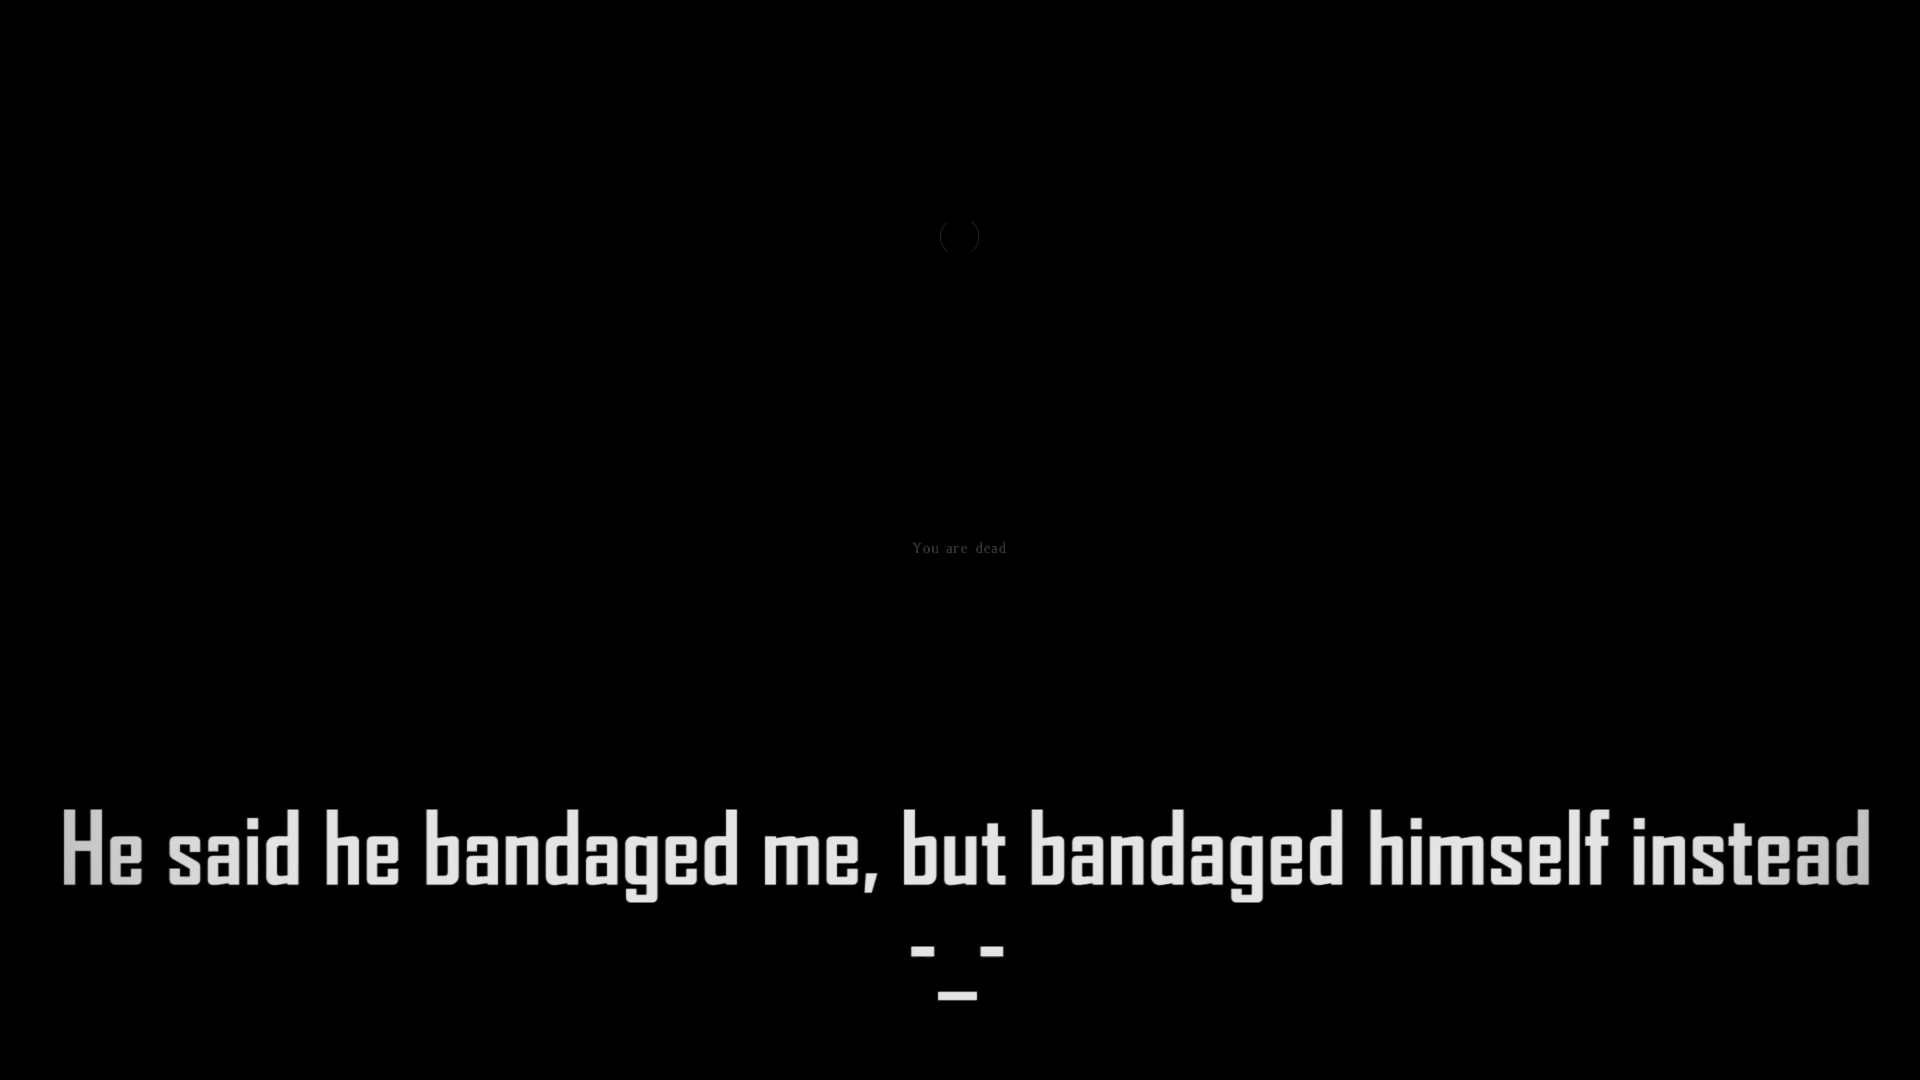 You are dead
He said he bandaged me, but bandaged himself instead
-_-